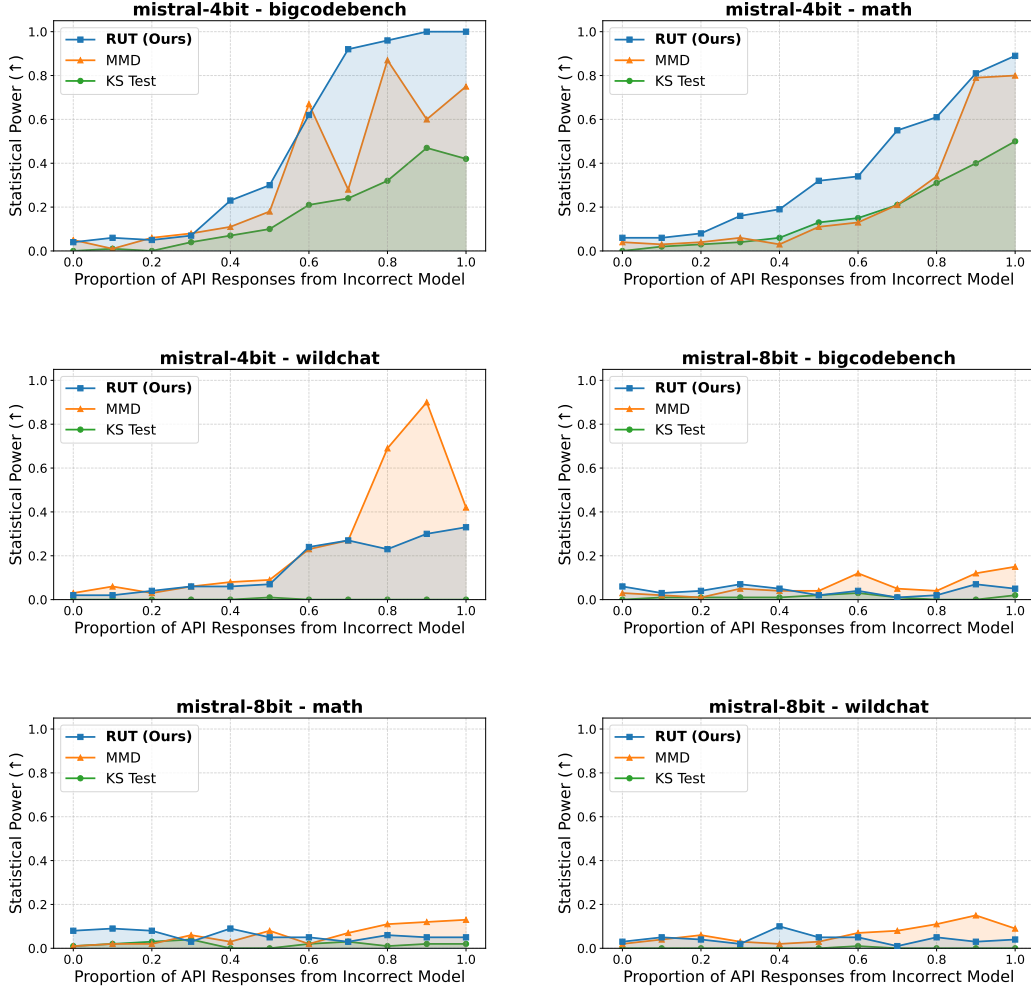 mistral-4bit - bigcodebench
Statistical Power (↑)
1.0
0.8
0.6
0.4
0.2
0.0
RUT (Ours)
MMD
KS Test
0.0 0.2 0.4 0.6 0.8 1.0
Proportion of API Responses from Incorrect Model
mistral-4bit - math
Statistical Power (↑)
1.0
0.8
0.6
0.4
0.2
0.0
RUT (Ours)
MMD
KS Test
0.0 0.2 0.4 0.6 0.8 1.0
Proportion of API Responses from Incorrect Model
mistral-4bit - wildchat
Statistical Power (↑)
1.0
0.8
0.6
0.4
0.2
0.0
RUT (Ours)
MMD
KS Test
0.0 0.2 0.4 0.6 0.8 1.0
Proportion of API Responses from Incorrect Model
mistral-8bit - bigcodebench
Statistical Power (↑)
1.0
0.8
0.6
0.4
0.2
0.0
RUT (Ours)
MMD
KS Test
0.0 0.2 0.4 0.6 0.8 1.0
Proportion of API Responses from Incorrect Model
mistral-8bit - math
Statistical Power (↑)
1.0
0.8
0.6
0.4
0.2
0.0
RUT (Ours)
MMD
KS Test
0.0 0.2 0.4 0.6 0.8 1.0
Proportion of API Responses from Incorrect Model
mistral-8bit - wildchat
Statistical Power (↑)
1.0
0.8
0.6
0.4
0.2
0.0
RUT (Ours)
MMD
KS Test
0.0 0.2 0.4 0.6 0.8 1.0
Proportion of API Responses from Incorrect Model